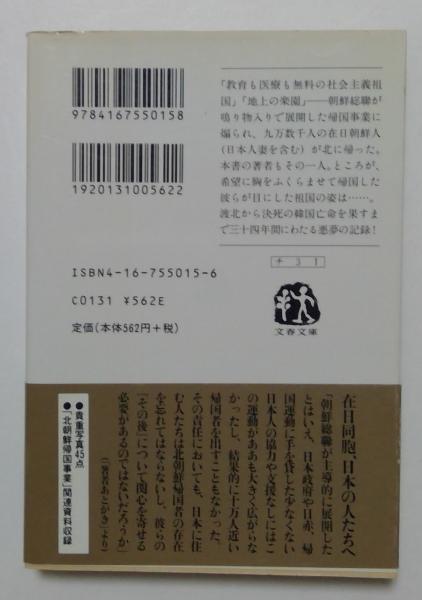 9784167550158
1920131005622
「教育も医療も無料の社会主義祖
国」「地上の楽園」――朝鮮総聯が
鳴り物入りで展開した帰国事業に
煽られ、九万数千人の在日朝鮮人
(日本人妻を含む)が北に帰った。
本書の著者もその一人。ところが、
希望に胸をふくらませて帰国した
彼らが目にした祖国の姿は……。
渡北から決死の韓国亡命を果すま
で三十四年間にわたる悪夢の記録!
チ 3 1
ISBN4-16-755015-6
C0131 ¥562E
定価(本体562円+税)
文春文庫
在日同胞、日本の人たちへ
「朝鮮総聯が主導的に展開した
とはいえ、日本政府や日赤、帰
国運動に手を貸した少なくない
日本人の協力や支援なしにはこ
の運動がああも大きく広がらな
かったし、結果的に十万人近い
帰国者を出すこともなかった。
その責任においても、日本に住
む人たちは北朝鮮帰国者の存在
を忘れてはならないし、彼らの
『その後』について関心を寄せる
必要があるのではないだろうか」
(「著者あとがき」より)
●貴重写真45点
●「北朝鮮帰国事業」関連資料収録